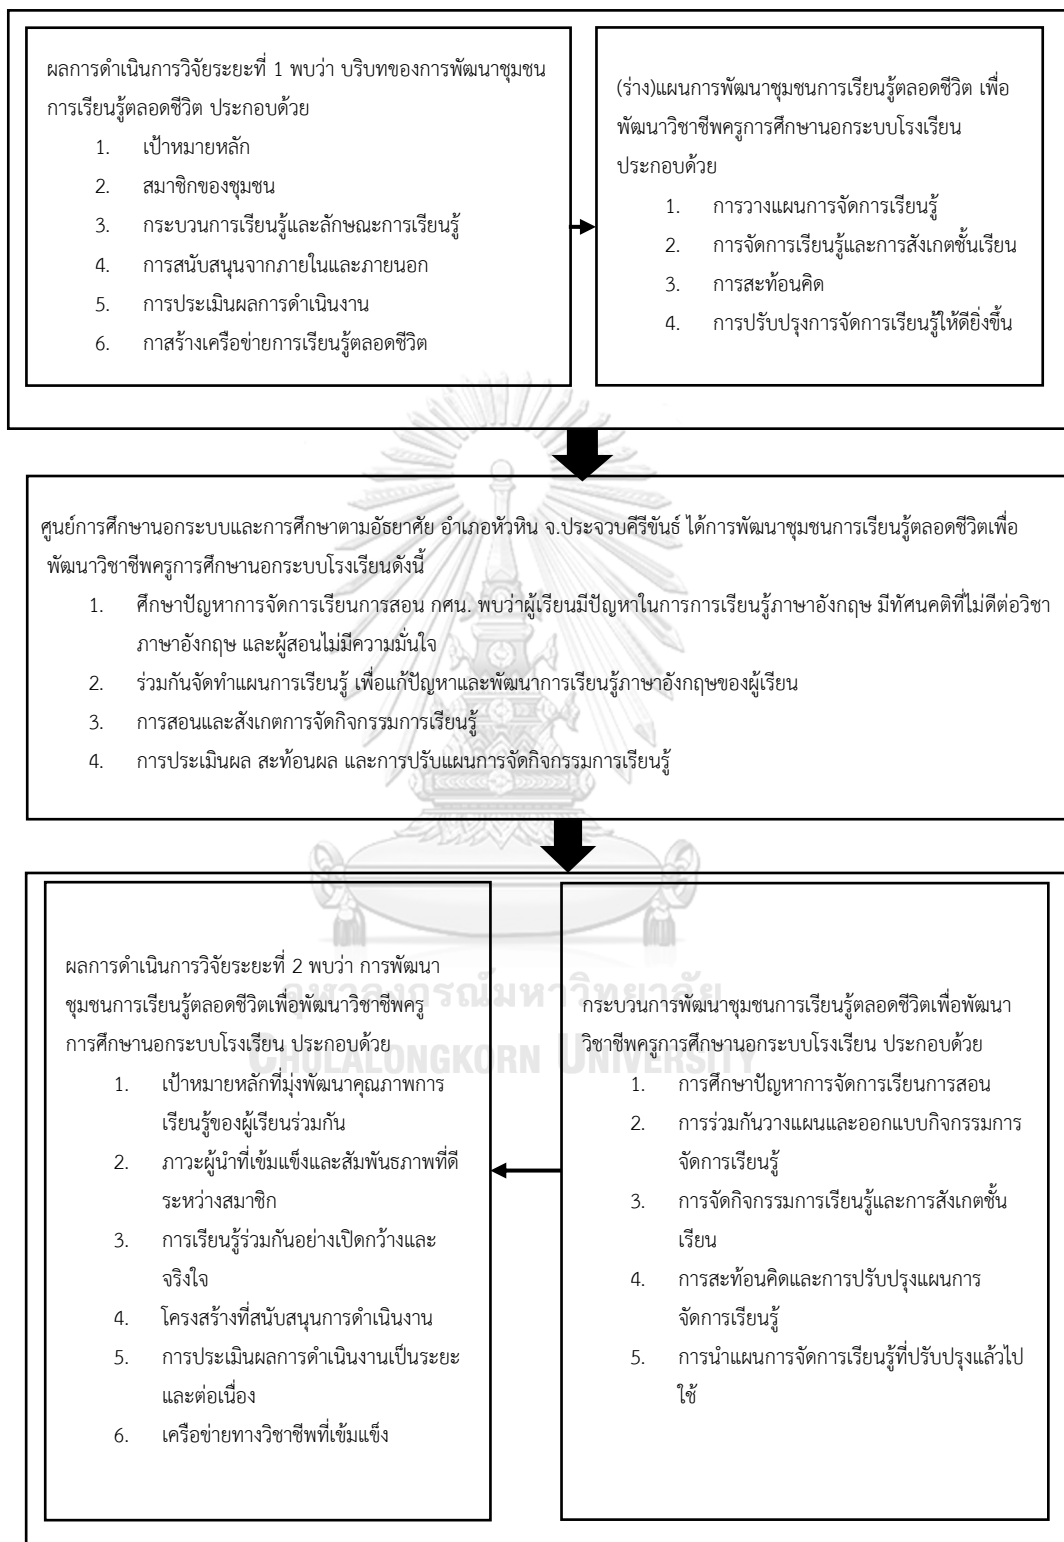 ผลการดำเนินการวิจัยระยะที่ 1 พบว่า บริบทของการพัฒนาชุมชน
การเรียนรู้ตลอดชีวิต ประกอบด้วย
1. เป้าหมายหลัก
2. สมาชิกของชุมชน
3. กระบวนการเรียนรู้และลักษณะการเรียนรู้
4. การสนับสนุนจากภายในและภายนอก
5. การประเมินผลการดำเนินงาน
6. กาสร้างเครือข่ายการเรียนรู้ตลอดชีวิต
(ร่าง)แผนการพัฒนาชุมชนการเรียนรู้ตลอดชีวิต เพื่อ
พัฒนาวิชาชีพครูการศึกษานอกระบบโรงเรียน
ประกอบด้วย
1. การวางแผนการจัดการเรียนรู้
2. การจัดการเรียนรู้และการสังเกตชั้นเรียน
3. การสะท้อนคิด
4. การปรับปรุงการจัดการเรียนรู้ให้ดียิ่งขึ้น
ศูนย์การศึกษานอกระบบและการศึกษาตามอัธยาศัย อำเภอหัวหิน จ.ประจวบคีรีขันธ์ ได้การพัฒนาชุมชนการเรียนรู้ตลอดชีวิตเพื่อ
พัฒนาวิชาชีพครูการศึกษานอกระบบโรงเรียนดังนี้
1. ศึกษาปัญหาการจัดการเรียนการสอน กศน. พบว่าผู้เรียนมีปัญหาในการการเรียนรู้ภาษาอังกฤษ มีทัศนคติที่ไม่ดีต่อวิชา
ภาษาอังกฤษ และผู้สอนไม่มีความมั่นใจ
2. ร่วมกันจัดทำแผนการเรียนรู้ เพื่อแก้ปัญหาและพัฒนาการเรียนรู้ภาษาอังกฤษของผู้เรียน
3. การสอนและสังเกตการจัดกิจกรรมการเรียนรู้
4. การประเมินผล สะท้อนผล และการปรับแผนการจัดกิจกรรมการเรียนรู้
ผลการดำเนินการวิจัยระยะที่ 2 พบว่า การพัฒนา
ชุมชนการเรียนรู้ตลอดชีวิตเพื่อพัฒนาวิชาชีพครู
การศึกษานอกระบบโรงเรียน ประกอบด้วย
1. เป้าหมายหลักที่มุ่งพัฒนาคุณภาพการ
เรียนรู้ของผู้เรียนร่วมกัน
2. ภาวะผู้นำที่เข้มแข็งและสัมพันธภาพที่ดี
ระหว่างสมาชิก
3. การเรียนรู้ร่วมกันอย่างเปิดกว้างและ
จริงใจ
4. โครงสร้างที่สนับสนุนการดำเนินงาน
5. การประเมินผลการดำเนินงานเป็นระยะ
และต่อเนื่อง
6. เครือข่ายทางวิชาชีพที่เข้มแข็ง
กระบวนการพัฒนาชุมชนการเรียนรู้ตลอดชีวิตเพื่อพัฒนา
วิชาชีพครูการศึกษานอกระบบโรงเรียน ประกอบด้วย
1. การศึกษาปัญหาการจัดการเรียนการสอน
2. การร่วมกันวางแผนและออกแบบกิจกรรมการ
จัดการเรียนรู้
3. การจัดกิจกรรมการเรียนรู้และการสังเกตชั้น
เรียน
4. การสะท้อนคิดและการปรับปรุงแผนการ
จัดการเรียนรู้
5. การนำแผนการจัดการเรียนรู้ที่ปรับปรุงแล้วไป
ใช้
จุฬาลงกรณ์มหาวิทยาลัย
CHULALONGKORN UNIVERSITY